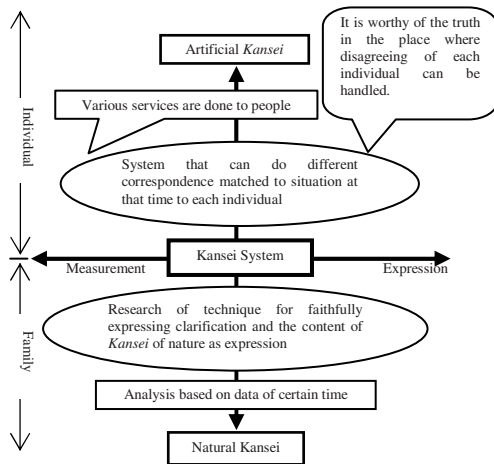 Artificial Kansei
It is worthy of the truth
in the place where
disagreeing of each
individual can be
handled.
Various services are done to people
Individual
System that can do different
correspondence matched to situation at
that time to each individual
Kansei System
Measurement
Expression
Family
Research of technique for faithfully
expressing clarification and the content of
Kansei of nature as expression
Analysis based on data of certain time
Natural Kansei